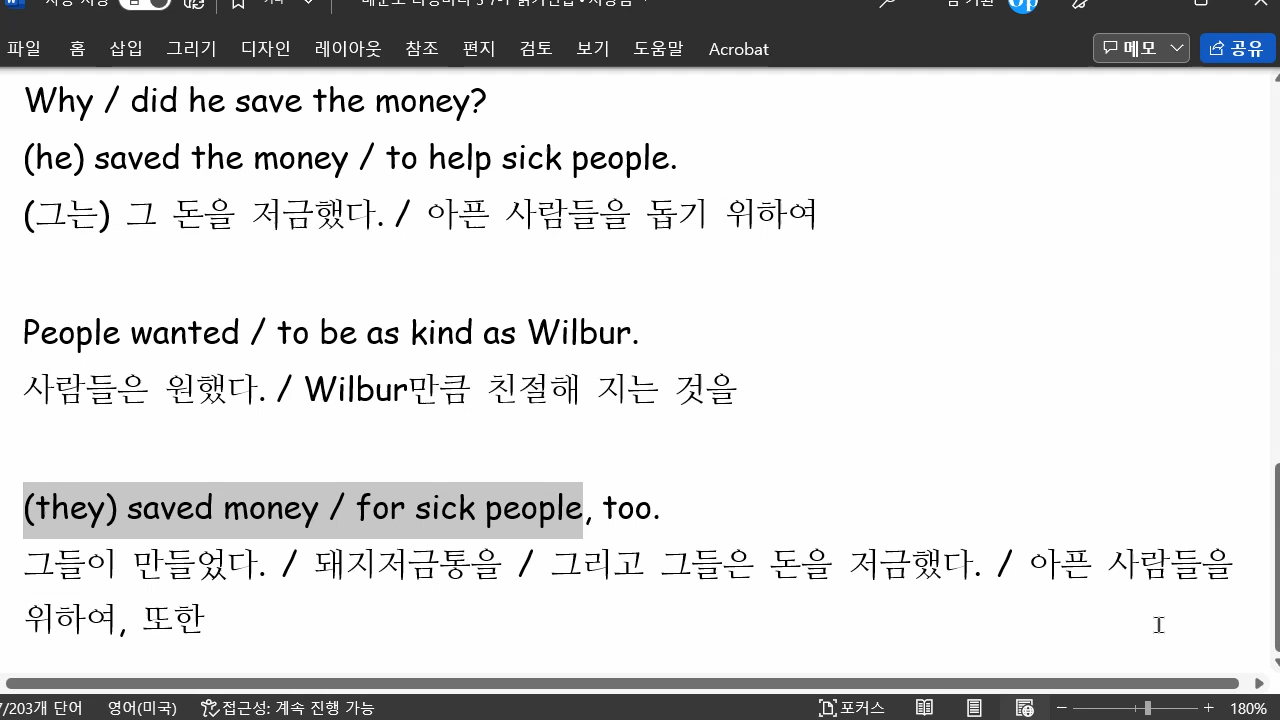 파일 홈 삽입 그리기 디자인 레이아웃 참조 편지 검토 보기 도움말 Acrobat 메모 공유
Why / did he save the money?
(he) saved the money / to help sick people.
(그는) 그 돈을 저금했다. / 아픈 사람들을 돕기 위하여
People wanted / to be as kind as Wilbur.
사람들은 원했다. / Wilbur만큼 친절해 지는 것을
(they) saved money / for sick people, too.
그들이 만들었다. / 돼지저금통을 / 그리고 그들은 돈을 저금했다. / 아픈 사람들을
위하여, 또한
/203개 단어 영어(미국) 접근성: 계속 진행 가능 포커스 180%